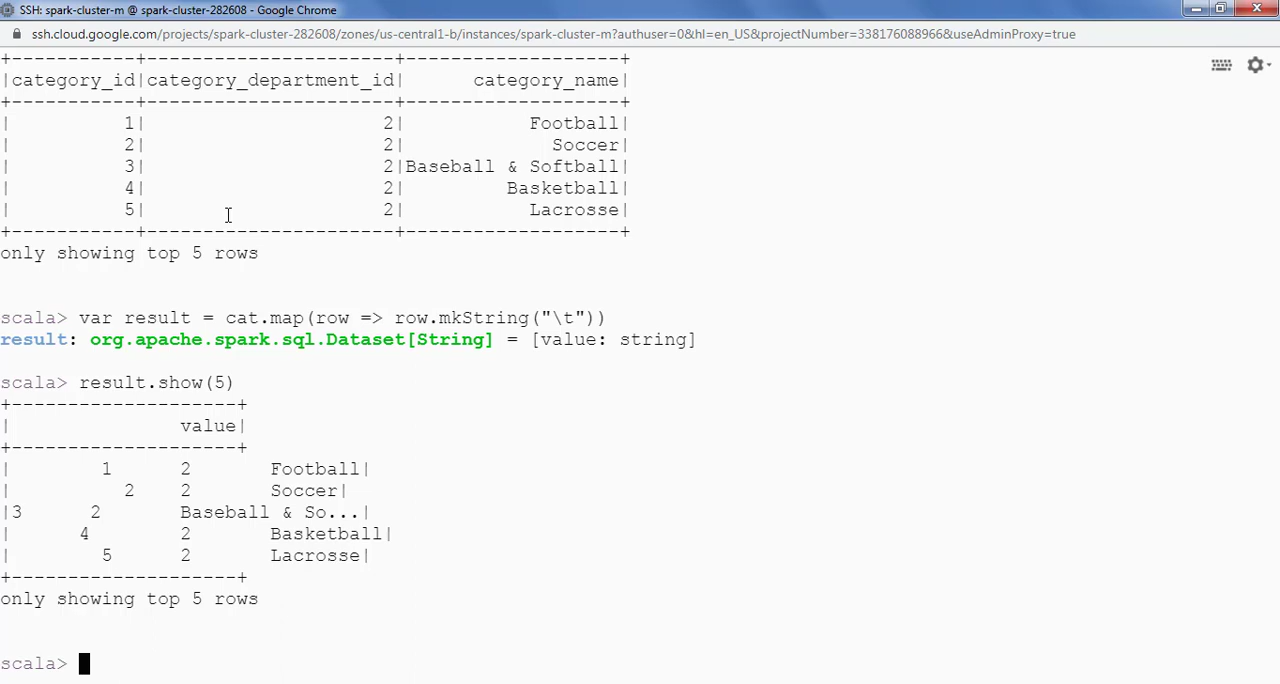 SSH: spark-cluster-m @ spark-cluster-282608 - Google Chrome
ssh.cloud.google.com/projects/spark-cluster-282608/zones/us-central1-b/instances/spark-cluster-m?authuser=0&hl=en_US&projectNumber=338176088966&useAdminProxy=true
+-----------+----------------------+-------------------+
|category_id|category_department_id|      category_name|
+-----------+----------------------+-------------------+
|          1|                     2|           Football|
|          2|                     2|             Soccer|
|          3|                     2|Baseball & Softball|
|          4|                     2|         Basketball|
|          5|                     2|           Lacrosse|
+-----------+----------------------+-------------------+
only showing top 5 rows
scala> var result = cat.map(row => row.mkString("\t"))
result: org.apache.spark.sql.Dataset[String] = [value: string]
scala> result.show(5)
+--------------------+
|               value|
+--------------------+
|        1      2       Football|
|          2    2       Soccer|
|3      2       Baseball & So...|
|      4        2       Basketball|
|        5      2       Lacrosse|
+--------------------+
only showing top 5 rows
scala>